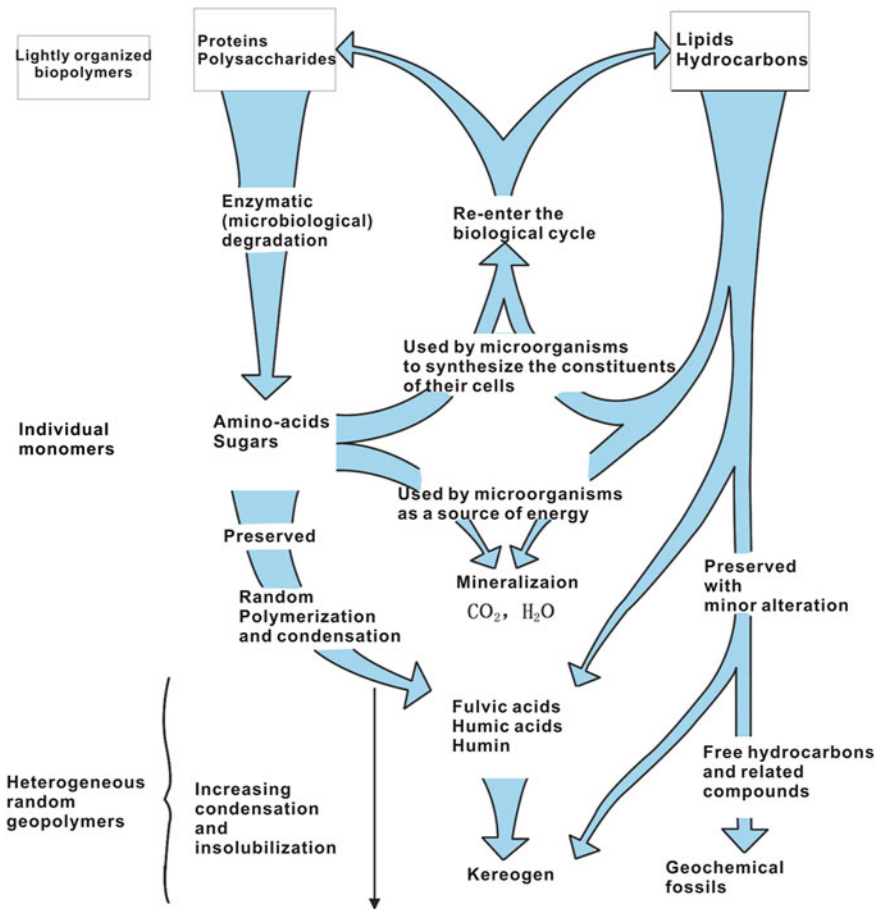 Lightly organized
biopolymers
Proteins
Polysaccharides
Lipids
Hydrocarbons
Enzymatic
(microbiological)
degradation
Re-enter the
biological cycle
Used by microorganisms
to synthesize the constituents
of their cells
Individual
monomers
Amino-acids
Sugars
Used by microorganisms
as a source of energy
Preserved
Mineralizaion
CO₂, H₂O
Preserved
with
minor alteration
Random
Polymerization
and condensation
Fulvic acids
Humic acids
Humin
Free hydrocarbons
and related
compounds
Heterogeneous
random
geopolymers
Increasing
condensation
and
insolubilization
Kereogen
Geochemical
fossils